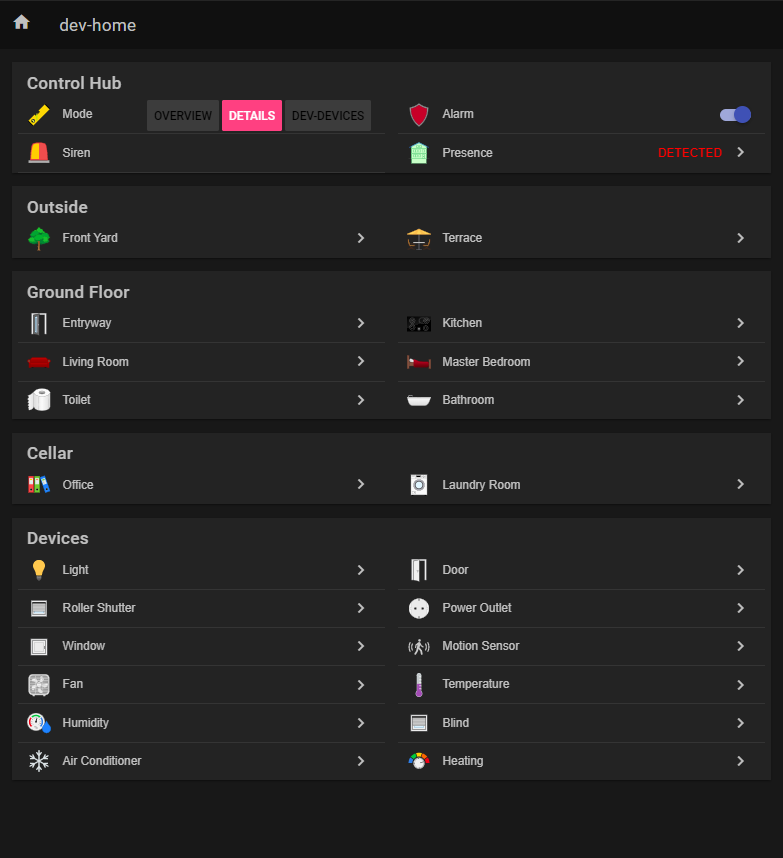 dev-home
Control Hub
Mode OVERVIEW DETAILS DEV-DEVICES Alarm
Siren Presence DETECTED
Outside
Front Yard Terrace
Ground Floor
Entryway Kitchen
Living Room Master Bedroom
Toilet Bathroom
Cellar
Office Laundry Room
Devices
Light Door
Roller Shutter Power Outlet
Window Motion Sensor
Fan Temperature
Humidity Blind
Air Conditioner Heating